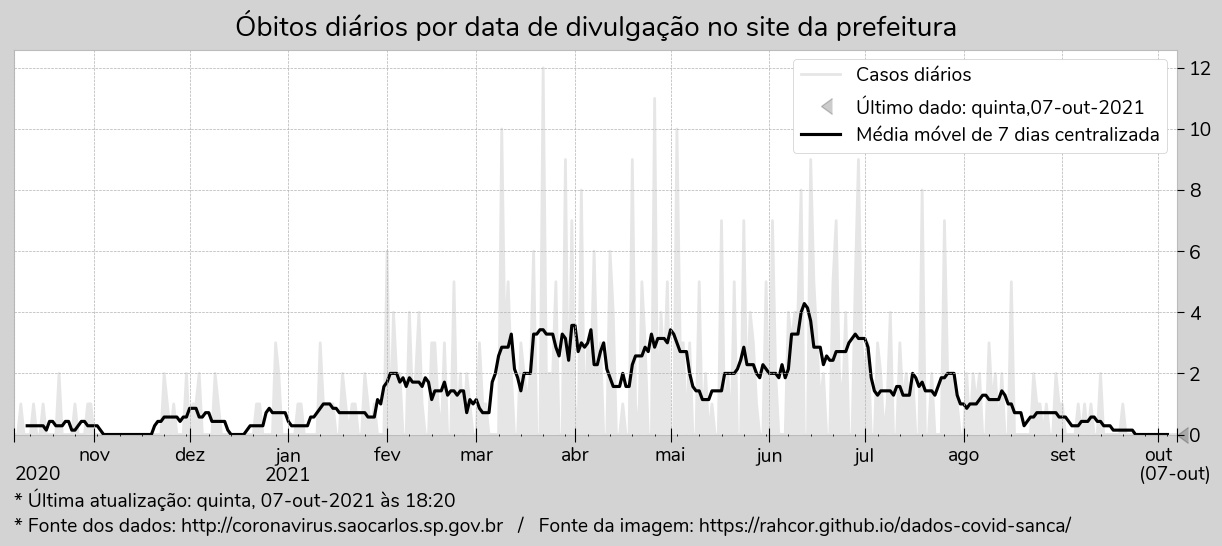 Óbitos diários por data de divulgação no site da prefeitura
Casos diários
Último dado: quinta,07-out-2021
Média móvel de 7 dias centralizada
12
10
8
6
4
2
0
nov dez jan fev mar abr mai jun jul ago set out
2020 2021 (07-out)
* Última atualização: quinta, 07-out-2021 às 18:20
* Fonte dos dados: http://coronavirus.saocarlos.sp.gov.br / Fonte da imagem: https://rahcor.github.io/dados-covid-sanca/